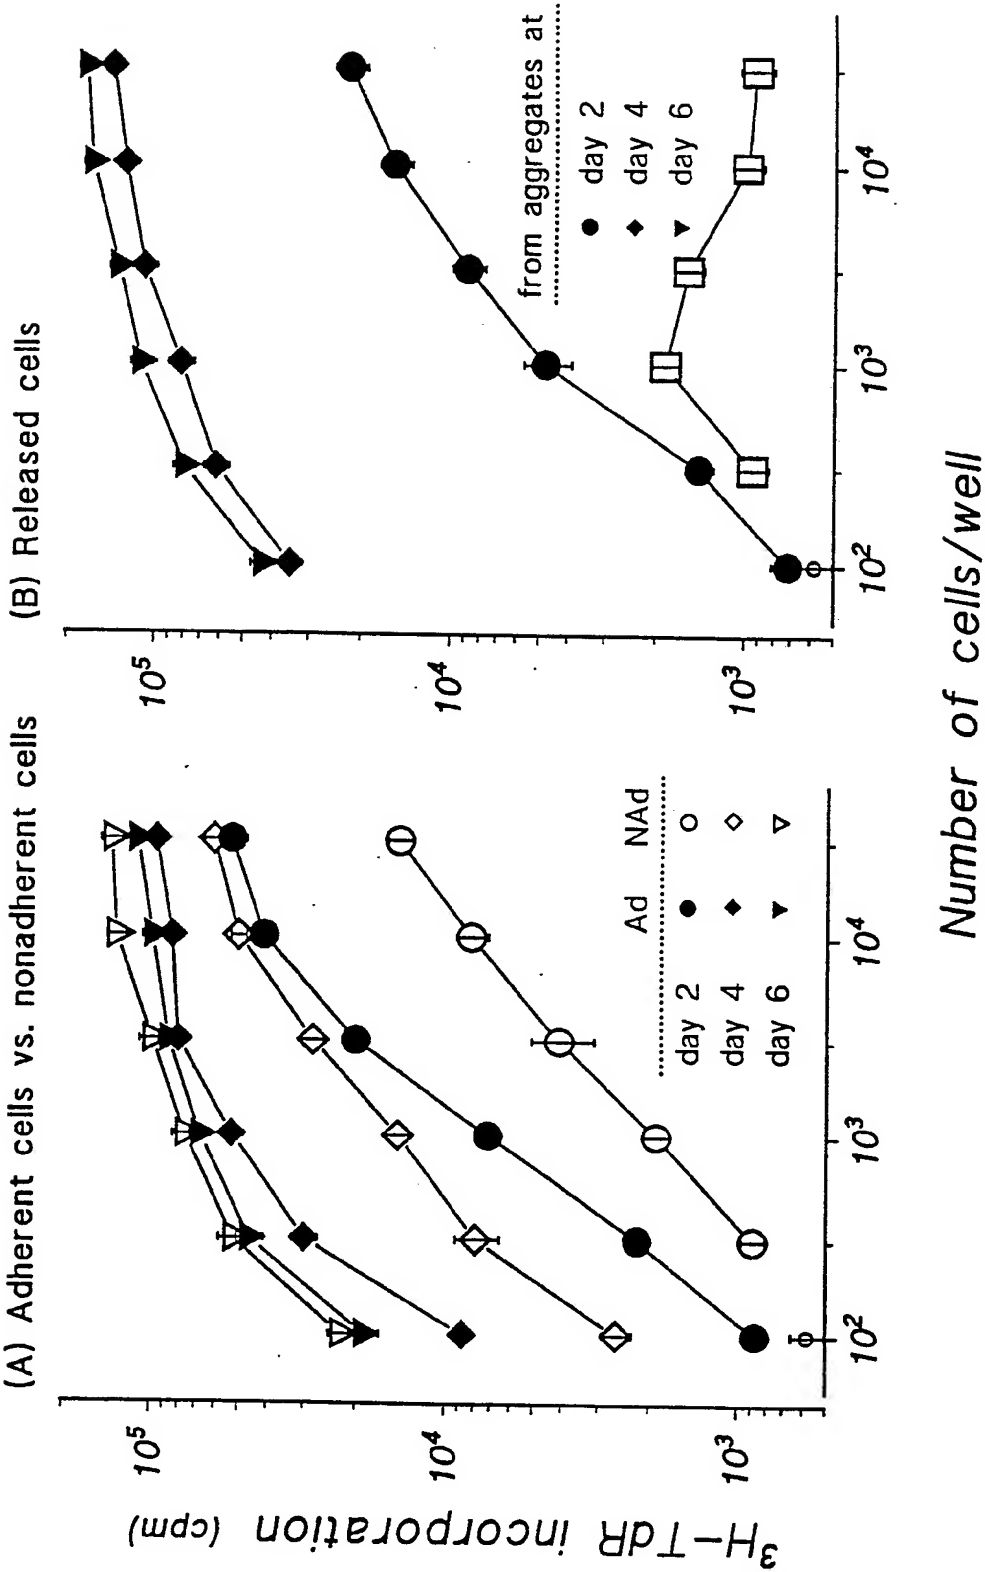 (A) Adherent cells vs. nonadherent cells
³H-TdR incorporation (cpm)
10⁵
10⁴
10³
10²
10³
10⁴
Ad NAd
day 2
day 4
day 6
(B) Released cells
10⁵
10⁴
10³
10²
10³
10⁴
from aggregates at
day 2
day 4
day 6
Number of cells/well